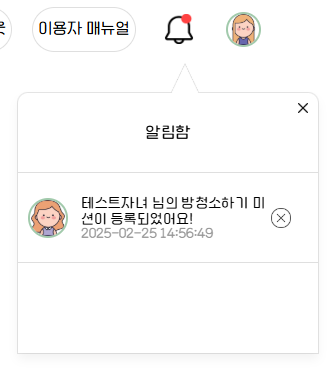 이용자 매뉴얼
알림함
테스트자녀 님의 방청소하기 미
션이 등록되었어요!
2025-02-25 14:56:49